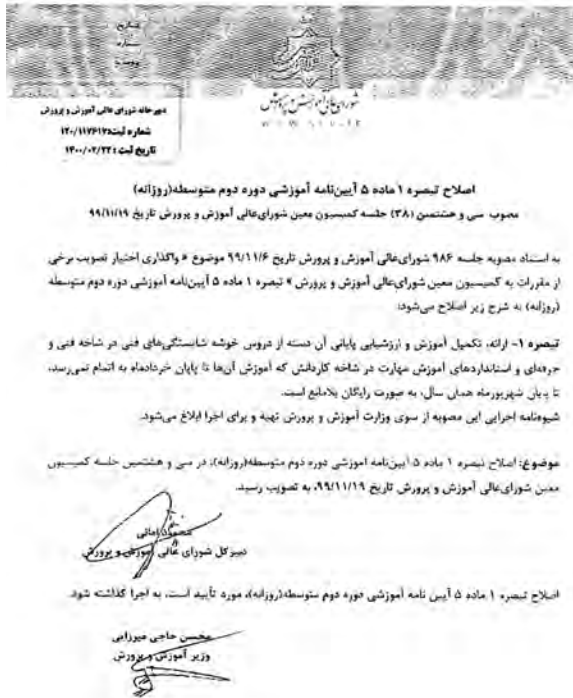 تاریخ
شماره
پیوست
شورای عالی آموزش و پرورش
دبیرخانه شورای عالی آموزش و پرورش
شماره ثبت: ۱۲۰/۱۱۷۶۱۷
تاریخ ثبت: ۱۴۰۰/۰۲/۲۲
اصلاح تبصره ۱ ماده ۵ آیین‌نامه آموزشی دوره دوم متوسطه(روزانه)
مصوب سی و هشتمین (۳۸) جلسه کمیسیون معین شورای‌عالی آموزش و پرورش تاریخ ۹۹/۱۱/۱۹
به استناد مصوبه جلسه ۹۸۶ شورای‌عالی آموزش و پرورش تاریخ ۹۹/۱۱/۶ موضوع « واگذاری اختیار تصویب برخی
از مقررات به کمیسیون معین شورای‌عالی آموزش و پرورش » تبصره ۱ ماده ۵ آیین‌نامه آموزشی دوره دوم متوسطه
(روزانه) به شرح زیر اصلاح می‌شود:
تبصره ۱- ارائه، تکمیل آموزش و ارزشیابی پایانی آن دسته از دروس خوشه شایستگی‌های فنی در شاخه فنی و
حرفه‌ای و استانداردهای آموزش مهارت در شاخه کاردانش که آموزش آن‌ها تا پایان خردادماه به اتمام نمی‌رسد،
تا پایان شهریورماه همان سال، به صورت رایگان بلامانع است.
شیوه‌نامه اجرایی این مصوبه از سوی وزارت آموزش و پرورش تهیه و برای اجرا ابلاغ می‌شود.
موضوع: اصلاح تبصره ۱ ماده ۵ آیین‌نامه آموزشی دوره دوم متوسطه(روزانه)، در سی و هشتمین جلسه کمیسیون
معین شورای‌عالی آموزش و پرورش تاریخ ۹۹/۱۱/۱۹، به تصویب رسید.
محمود امانی
دبیرکل شورای عالی آموزش و پرورش
اصلاح تبصره ۱ ماده ۵ آیین نامه آموزشی دوره دوم متوسطه(روزانه)، مورد تأیید است، به اجرا گذاشته شود.
محسن حاجی میرزایی
وزیر آموزش و پرورش